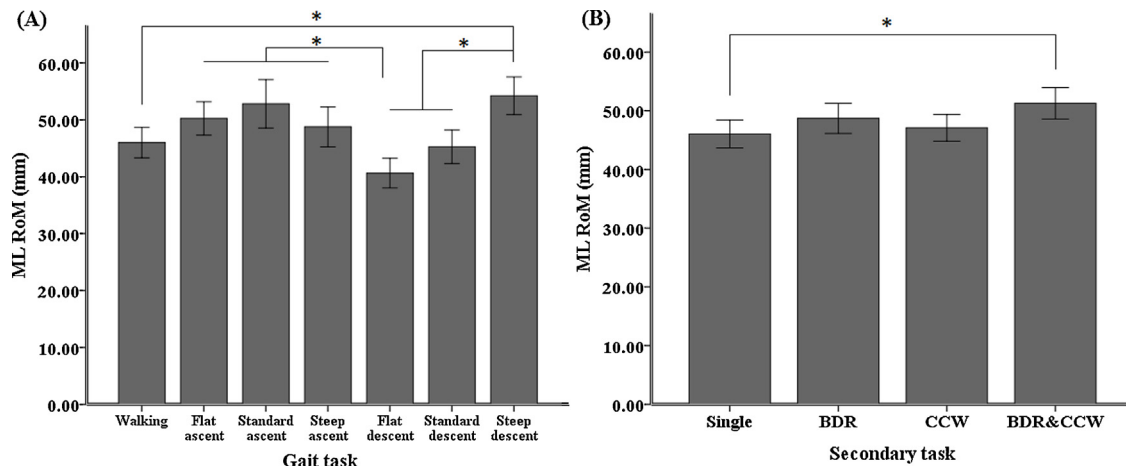 (A)
*
*
*
60.00
50.00
40.00
30.00
20.00
10.00
0.00
ML RoM (mm)
Walking
Flat ascent
Standard ascent
Steep ascent
Flat descent
Standard descent
Steep descent
Gait task
(B)
*
60.00
50.00
40.00
30.00
20.00
10.00
0.00
ML RoM (mm)
Single
BDR
CCW
BDR&CCW
Secondary task